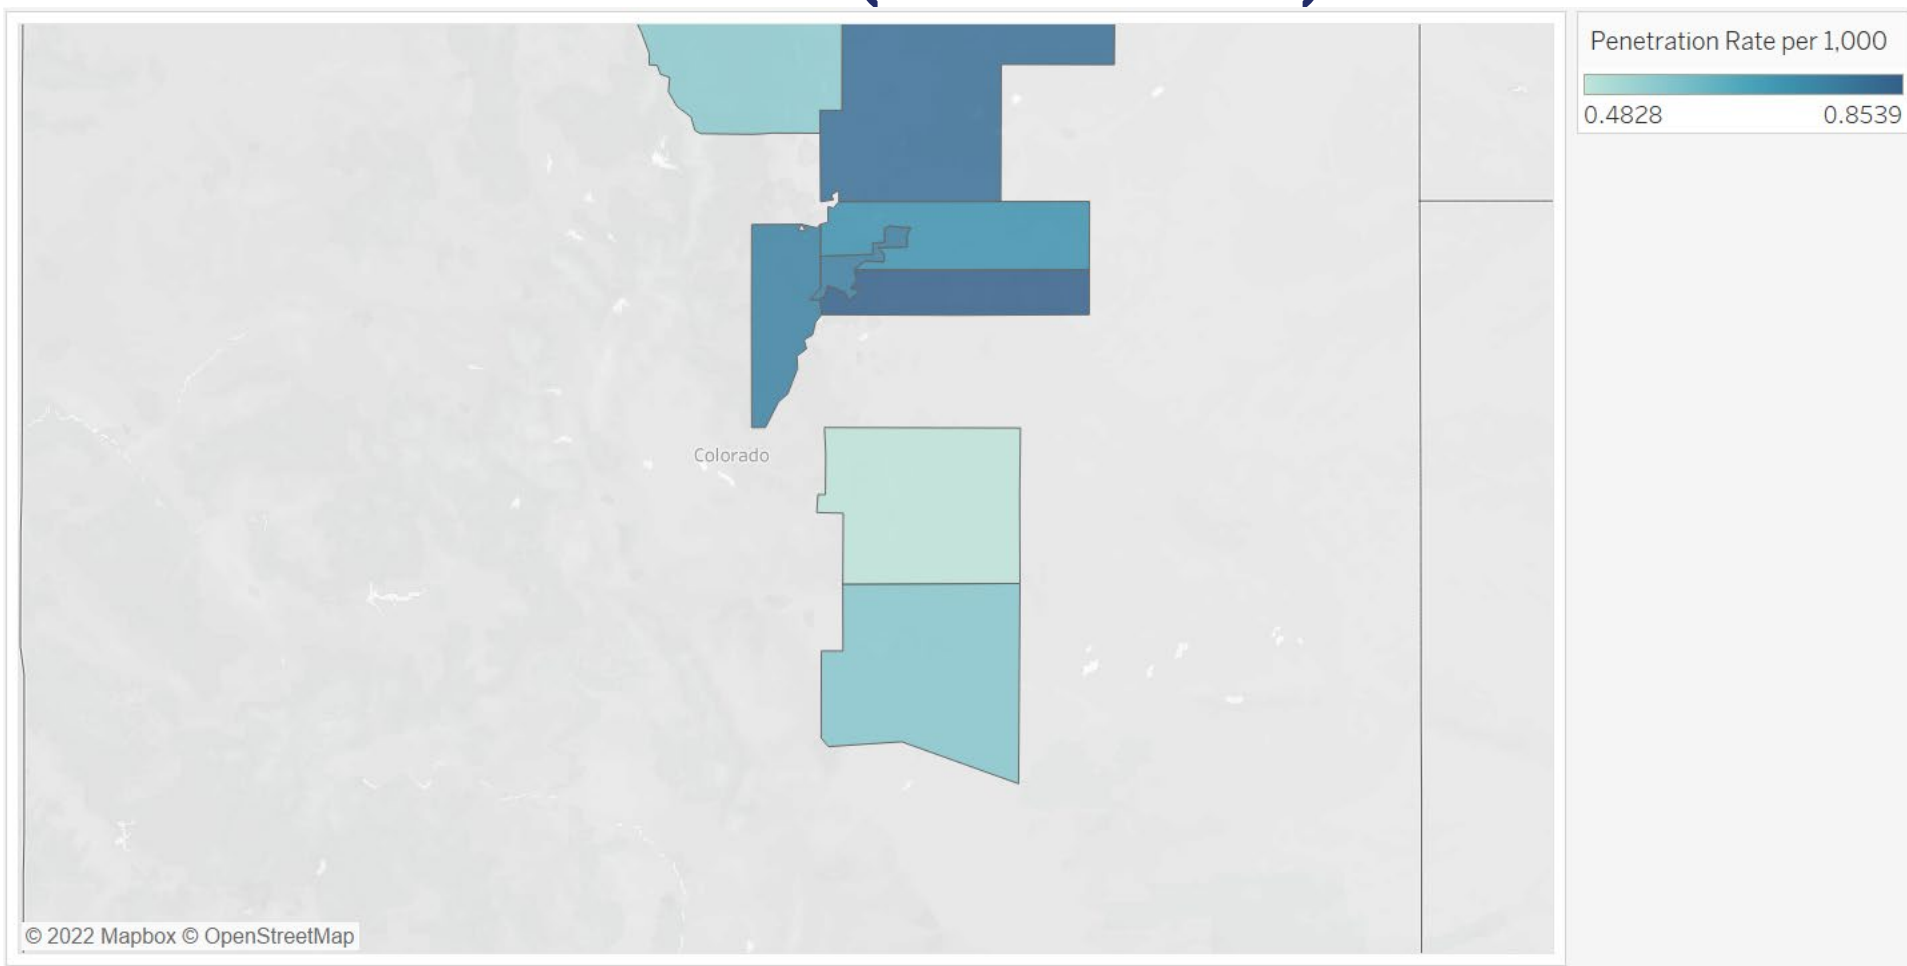 Penetration Rate per 1,000
0.4828 0.8539
Colorado
© 2022 Mapbox © OpenStreetMap